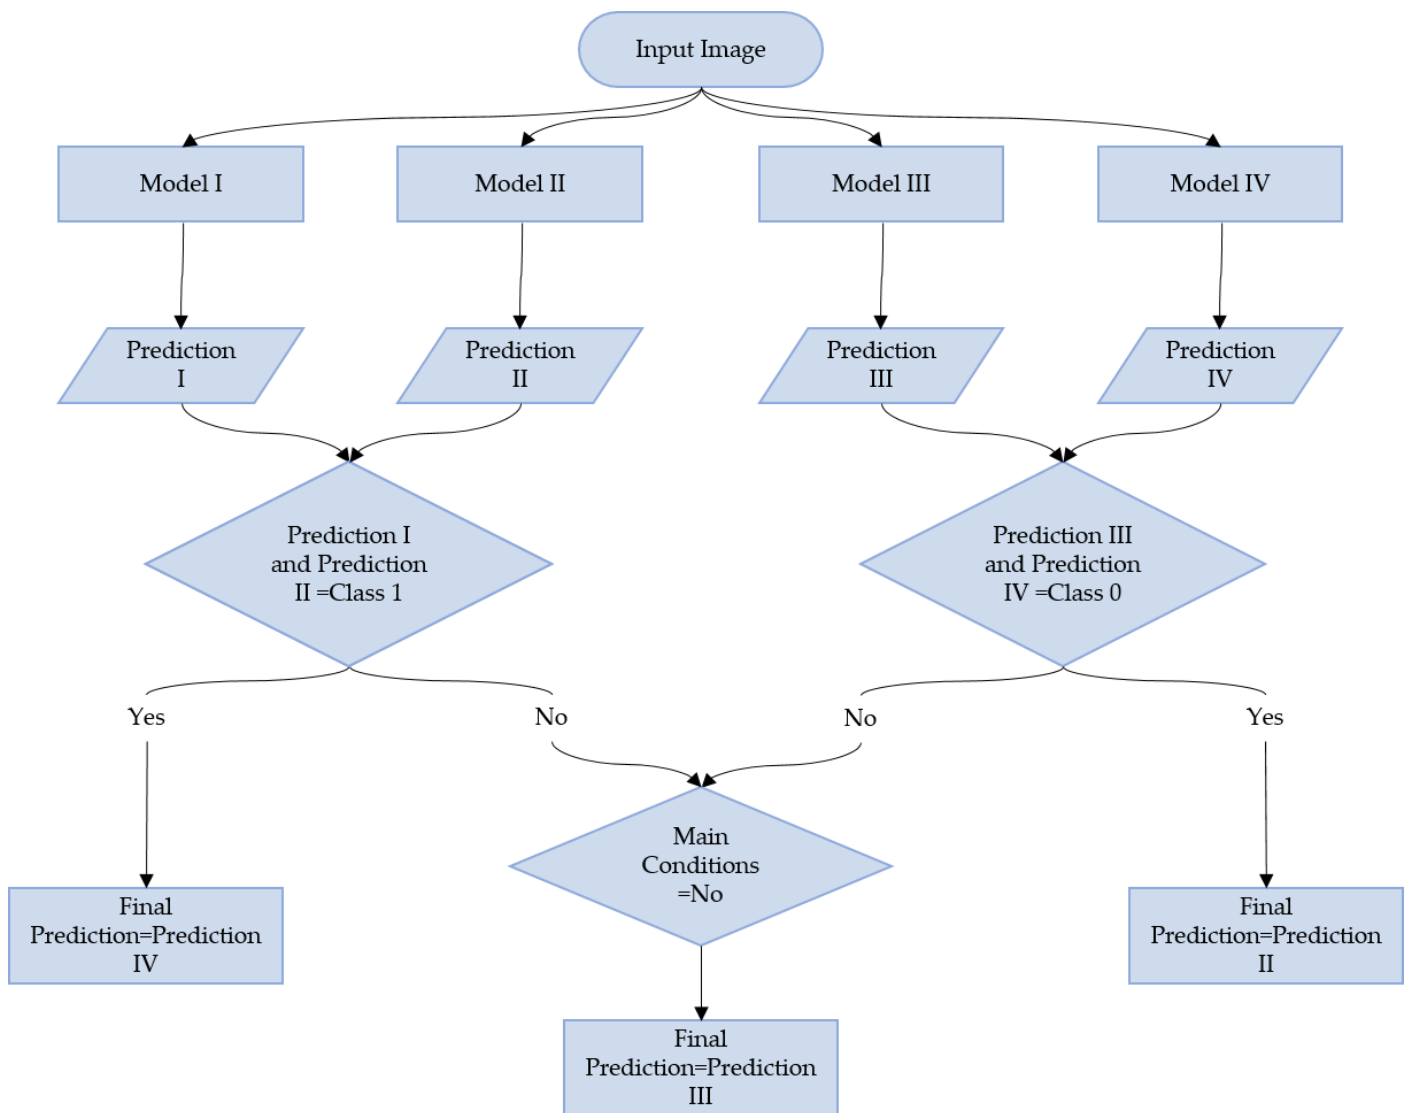 Input Image
Model I
Model II
Model III
Model IV
Prediction
I
Prediction
II
Prediction
III
Prediction
IV
Prediction I
and Prediction
II =Class 1
Prediction III
and Prediction
IV =Class 0
Yes
No
No
Yes
Main
Conditions
=No
Final
Prediction=Prediction
IV
Final
Prediction=Prediction
II
Final
Prediction=Prediction
III